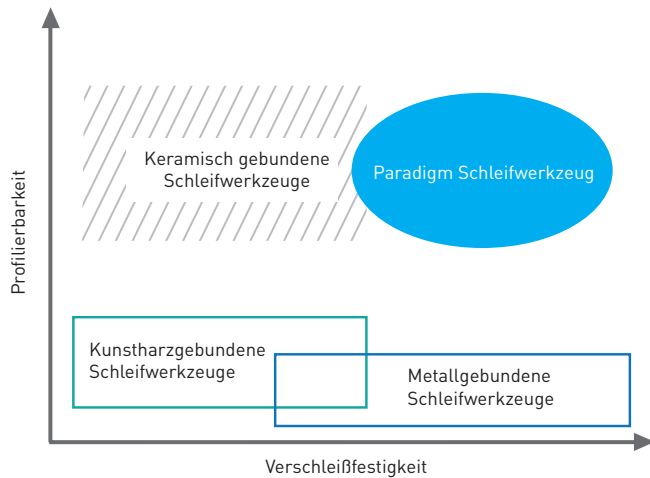 Profilierbarkeit
Keramisch gebundene
Schleifwerkzeuge
Paradigm Schleifwerkzeug
Kunstharzgebundene
Schleifwerkzeuge
Metallgebundene
Schleifwerkzeuge
Verschleißfestigkeit